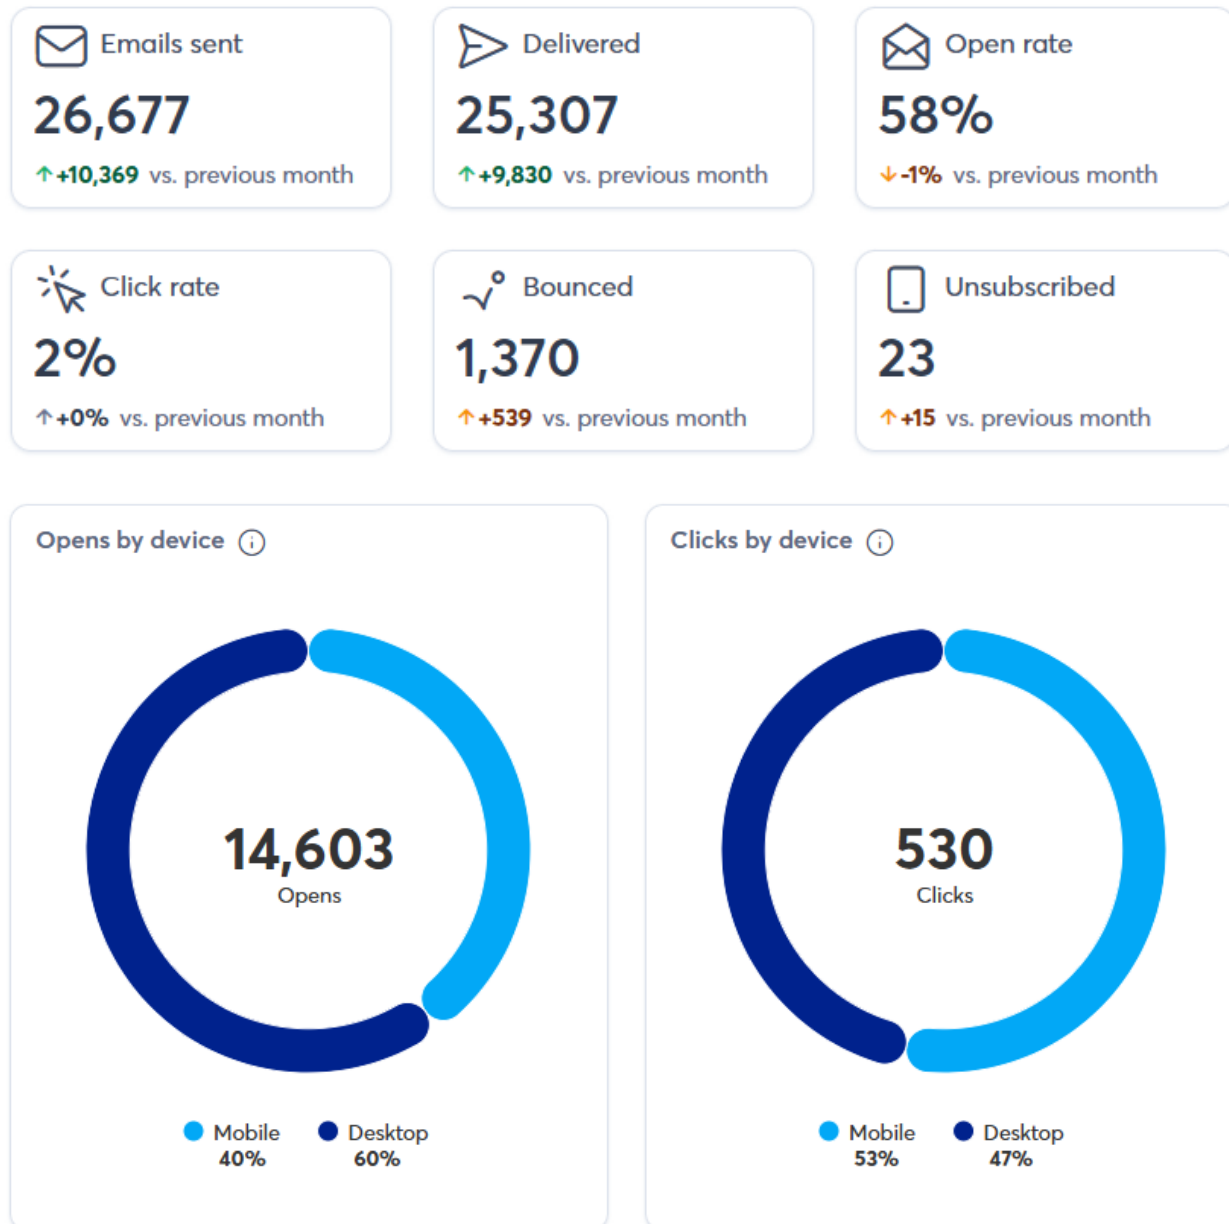 Emails sent
26,677
↑+10,369 vs. previous month
Delivered
25,307
↑+9,830 vs. previous month
Open rate
58%
↓-1% vs. previous month
Click rate
2%
↑+0% vs. previous month
Bounced
1,370
↑+539 vs. previous month
Unsubscribed
23
↑+15 vs. previous month
Opens by device
14,603
Opens
Mobile
40%
Desktop
60%
Clicks by device
530
Clicks
Mobile
53%
Desktop
47%